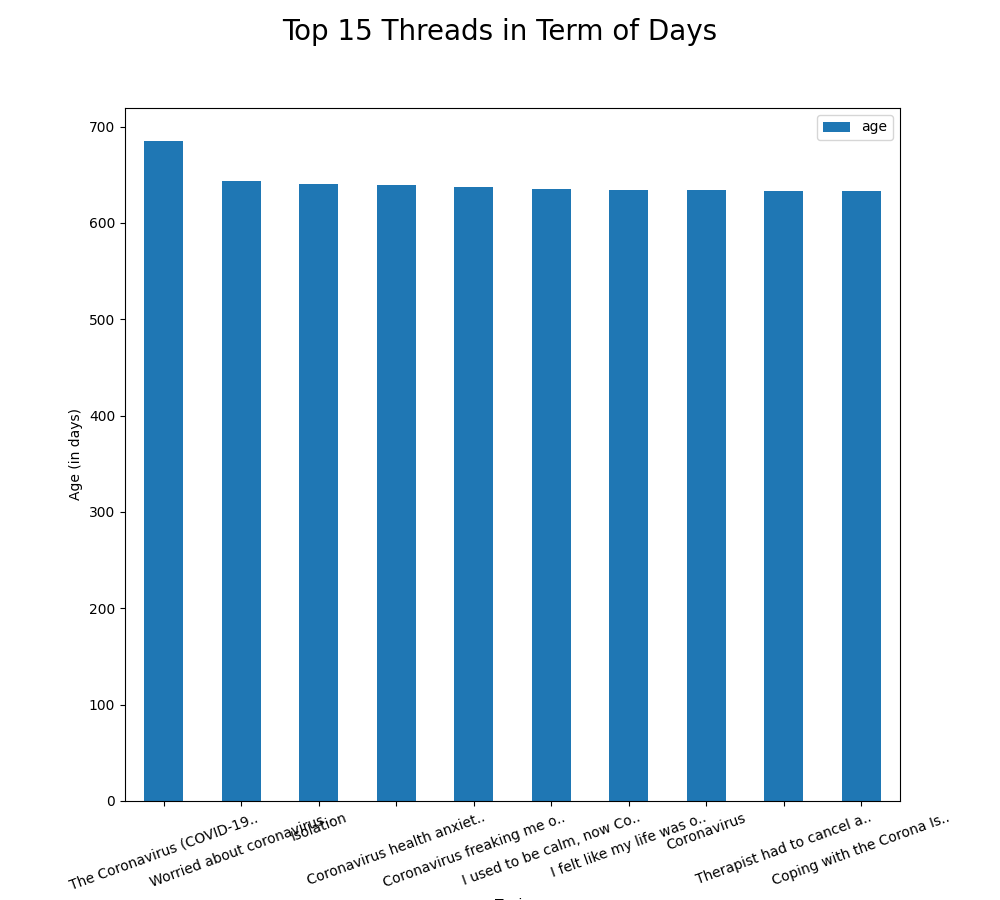 Top 15 Threads in Term of Days
age
700
600
500
400
300
200
100
0
Age (in days)
The Coronavirus (COVID-19..
Worried about coronavirus..
Isolation
Coronavirus health anxiet..
Coronavirus freaking me o..
I used to be calm, now Co..
I felt like my life was o..
Coronavirus
Therapist had to cancel a..
Coping with the Corona Is..